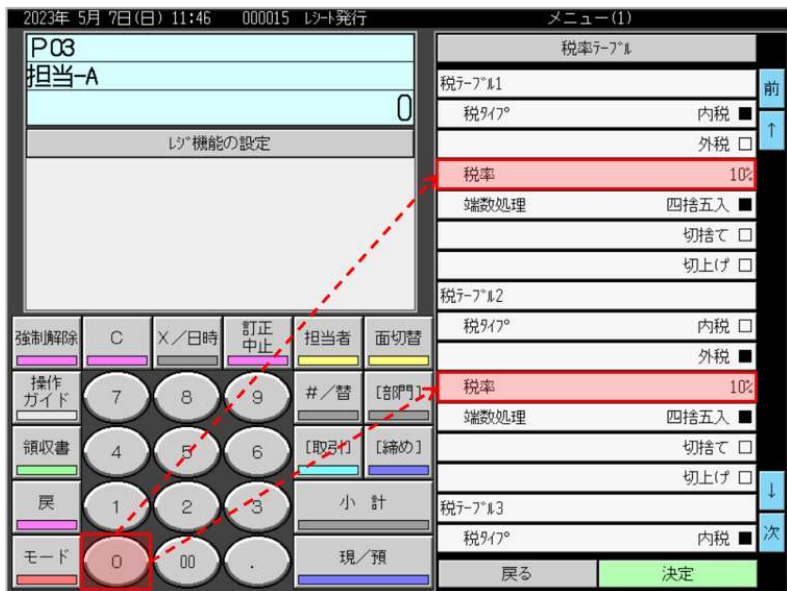 2023年 5月 7日(日) 11:46 000015 ﾚｼｰﾄ発行
メニュー(1)
P03
担当-A
0
ﾚｼﾞ機能の設定
税率ﾃｰﾌﾞﾙ
税ﾃｰﾌﾞﾙ1
税ﾀｲﾌﾟ 内税 ■
外税 □
税率 10%
端数処理 四捨五入 ■
切捨て □
切上げ □
税ﾃｰﾌﾞﾙ2
税ﾀｲﾌﾟ 内税 □
外税 ■
税率 10%
端数処理 四捨五入 ■
切捨て □
切上げ □
税ﾃｰﾌﾞﾙ3
税ﾀｲﾌﾟ 内税 ■
戻る 決定
前
↑
↓
次
強制解除 C X/日時 訂正中止 担当者 面切替
操作ガイド 7 8 9 #/替 [部門]
領収書 4 5 6 [取引] [締め]
戻 1 2 3 小 計
モード 0 00 . 現/預